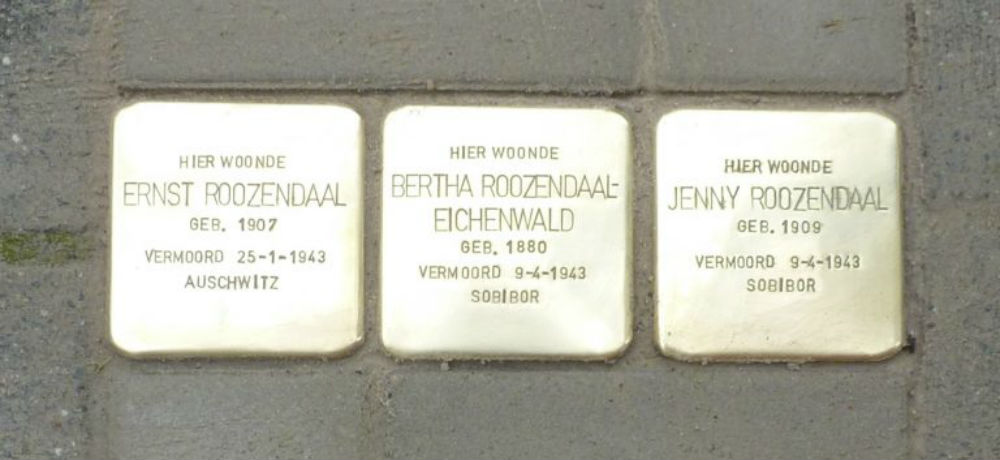 HIER WOONDE
ERNST ROOZENDAAL
GEB. 1907
VERMOORD 25-1-1943
AUSCHWITZ
HIER WOONDE
BERTHA ROOZENDAAL-
EICHENWALD
GEB. 1880
VERMOORD 9-4-1943
SOBIBOR
HIER WOONDE
JENNY ROOZENDAAL
GEB. 1909
VERMOORD 9-4-1943
SOBIBOR